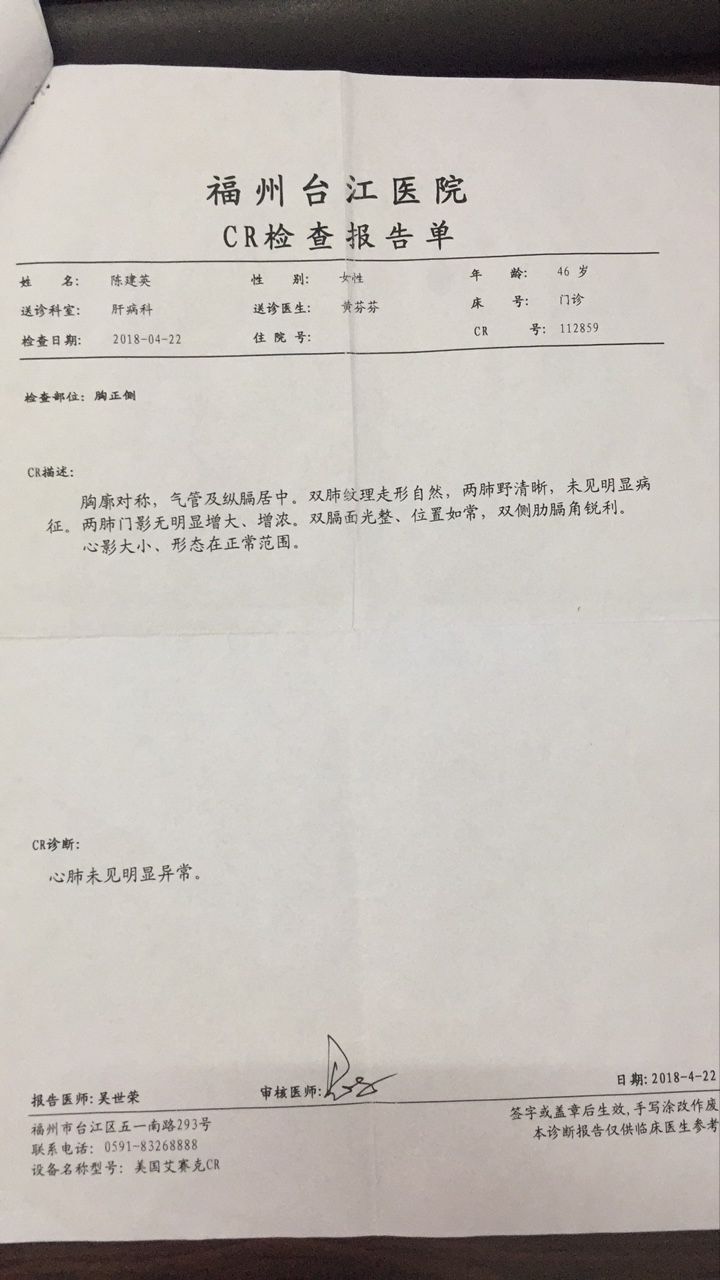 福州台江医院
CR检查报告单
姓 名: 陈建英 性 别: 女性 年 龄: 46 岁
送诊科室: 肝病科 送诊医生: 黄芬芬 床 号: 门诊
检查日期: 2018-04-22 住 院 号: CR 号: 112859
检查部位: 胸正侧
CR描述:
胸廓对称，气管及纵膈居中。双肺纹理走形自然，两肺野清晰，未见明显病
征。两肺门影无明显增大、增浓。双膈面光整、位置如常，双侧肋膈角锐利。
心影大小、形态在正常范围。
CR诊断:
心肺未见明显异常。
报告医师: 吴世荣 审核医师: 日期: 2018-4-22
福州市台江区五一南路293号 签字或盖章后生效,手写涂改作废
联系电话: 0591-83268888 本诊断报告仅供临床医生参考
设备名称型号: 美国艾赛克CR